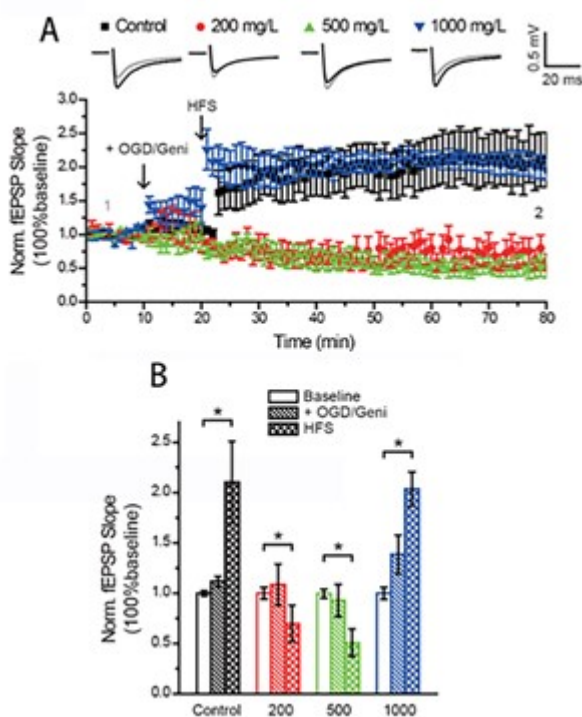 A
Control 200 mg/L 500 mg/L 1000 mg/L
0.5 mV
20 ms
HFS
+ OGD/Geni
1
2
Norm. fEPSP Slope
(100%baseline)
3.0
2.5
2.0
1.5
1.0
0.5
0.0
0 10 20 30 40 50 60 70 80
Time (min)
B
Baseline
+ OGD/Geni
HFS
* * * *
Norm. fEPSP Slope
(100%baseline)
2.5
2.0
1.5
1.0
0.5
0.0
Control 200 500 1000